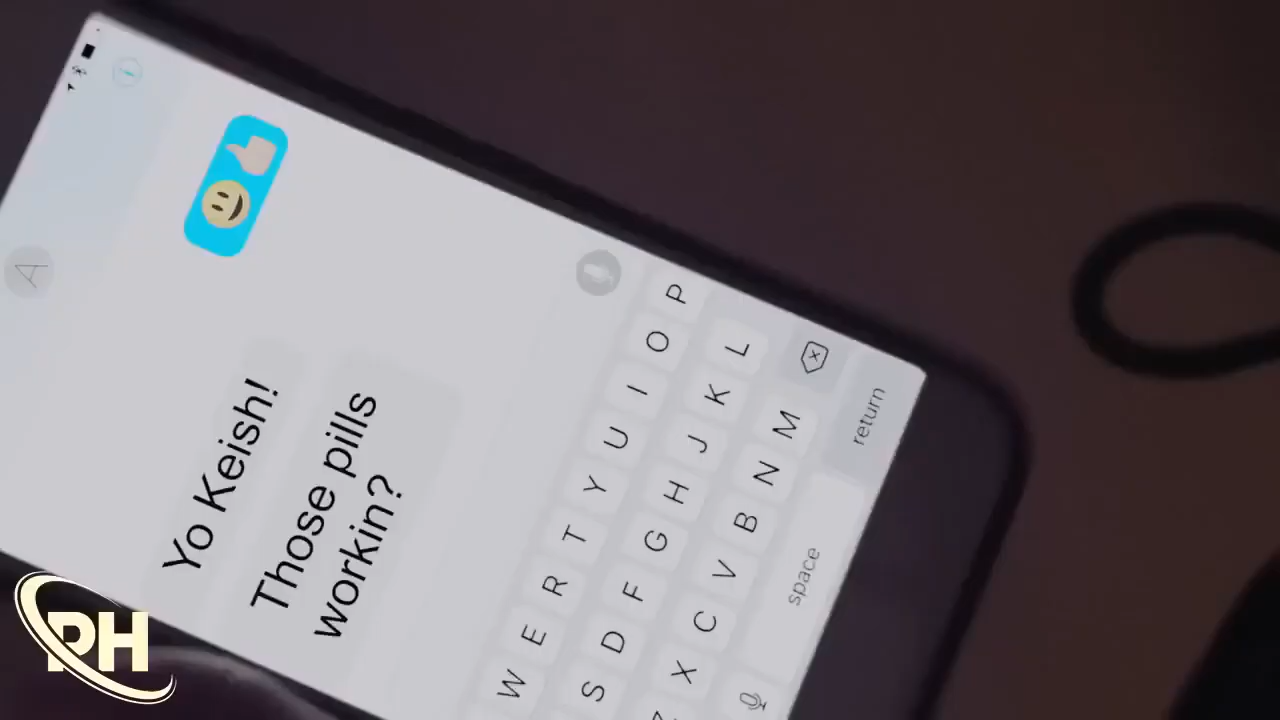 A
Yo Keish!
Those pills
workin?
W E R T Y U I O P
S D F G H J K L
Z X C V B N M
space return
PH